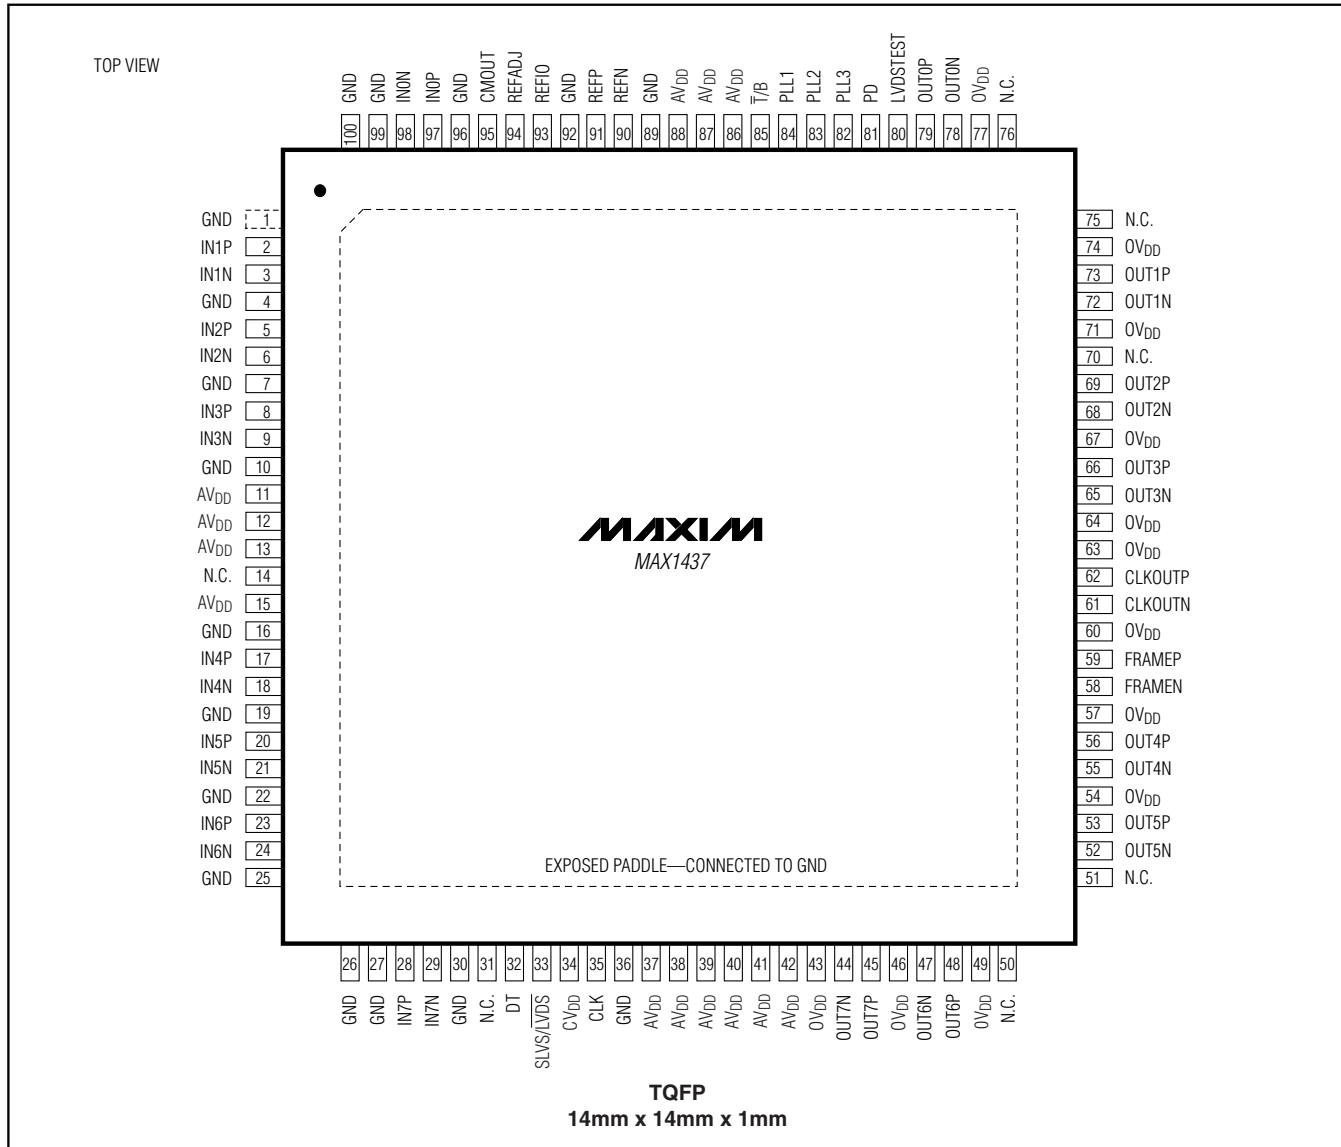 TOP VIEW
GND GND IN0N IN0P GND CMOUT REFADJ REFIO GND REFP REFN GND AVDD AVDD AVDD T/B PLL1 PLL2 PLL3 PD LVDSTEST OUT0P OUT0N OVDD N.C.
100 99 98 97 96 95 94 93 92 91 90 89 88 87 86 85 84 83 82 81 80 79 78 77 76
GND 1 75 N.C.
IN1P 2 74 OVDD
IN1N 3 73 OUT1P
GND 4 72 OUT1N
IN2P 5 71 OVDD
IN2N 6 70 N.C.
GND 7 69 OUT2P
IN3P 8 68 OUT2N
IN3N 9 67 OVDD
GND 10 66 OUT3P
AVDD 11 65 OUT3N
AVDD 12 64 OVDD
AVDD 13 63 OVDD
N.C. 14 62 CLKOUTP
AVDD 15 61 CLKOUTN
GND 16 60 OVDD
IN4P 17 59 FRAMEP
IN4N 18 58 FRAMEN
GND 19 57 OVDD
IN5P 20 56 OUT4P
IN5N 21 55 OUT4N
GND 22 54 OVDD
IN6P 23 53 OUT5P
IN6N 24 52 OUT5N
GND 25 51 N.C.
MAXIM
MAX1437
EXPOSED PADDLE—CONNECTED TO GND
26 27 28 29 30 31 32 33 34 35 36 37 38 39 40 41 42 43 44 45 46 47 48 49 50
GND GND IN7P IN7N GND N.C. DT SLVS/LVDS CVDD CLK GND AVDD AVDD AVDD AVDD AVDD AVDD OVDD OUT7N OUT7P OVDD OUT6N OUT6P OVDD N.C.
TQFP
14mm x 14mm x 1mm